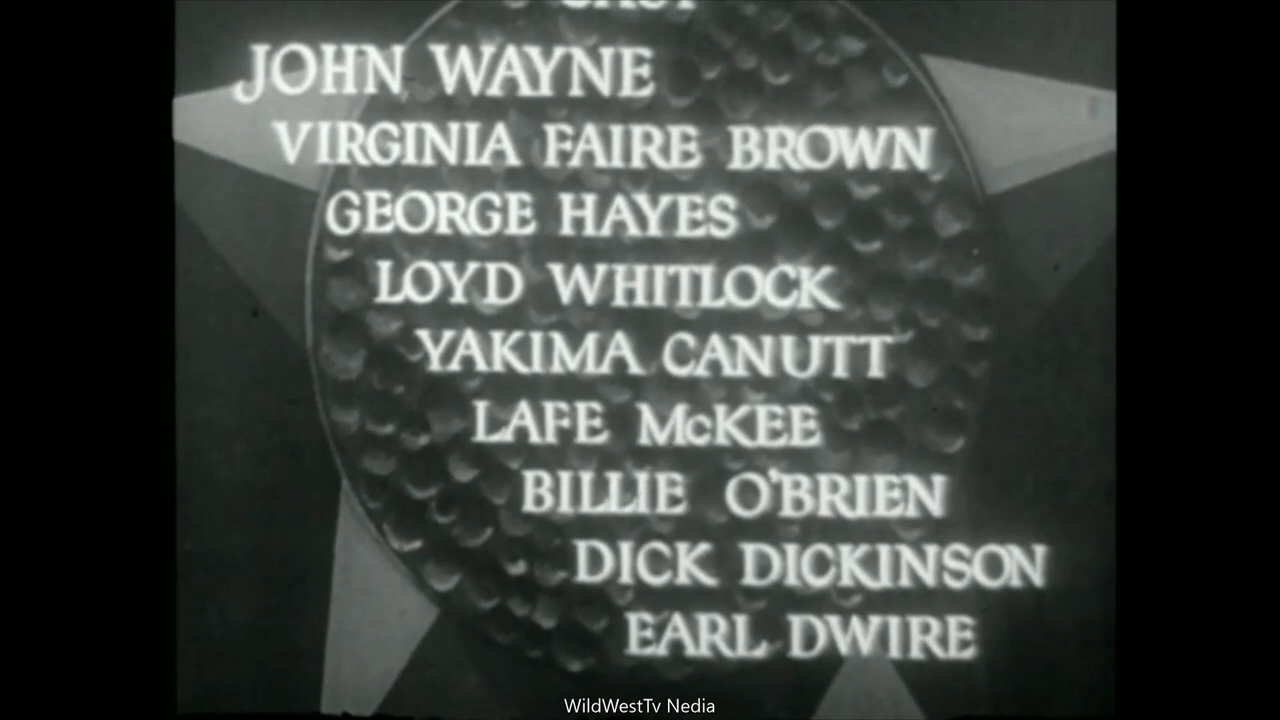 CAST
JOHN WAYNE
VIRGINIA FAIRE BROWN
GEORGE HAYES
LOYD WHITLOCK
YAKIMA CANUTT
LAFE McKEE
BILLIE O'BRIEN
DICK DICKINSON
EARL DWIRE
WildWestTv Nedia